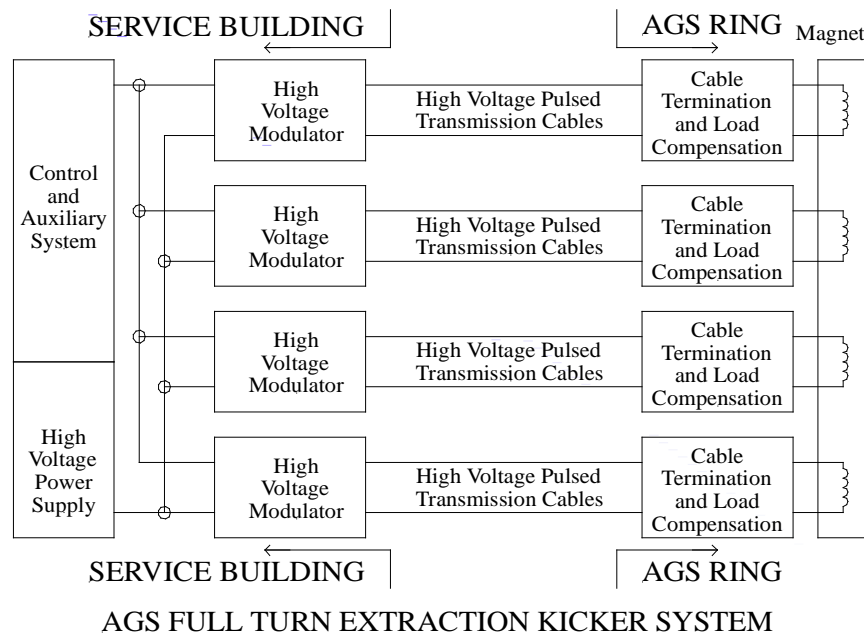 SERVICE BUILDING
AGS RING
Magnet
Control
and
Auxiliary
System
High
Voltage
Power
Supply
High
Voltage
Modulator
High Voltage Pulsed
Transmission Cables
Cable
Termination
and Load
Compensation
High
Voltage
Modulator
High Voltage Pulsed
Transmission Cables
Cable
Termination
and Load
Compensation
High
Voltage
Modulator
High Voltage Pulsed
Transmission Cables
Cable
Termination
and Load
Compensation
High
Voltage
Modulator
High Voltage Pulsed
Transmission Cables
Cable
Termination
and Load
Compensation
SERVICE BUILDING
AGS RING
AGS FULL TURN EXTRACTION KICKER SYSTEM